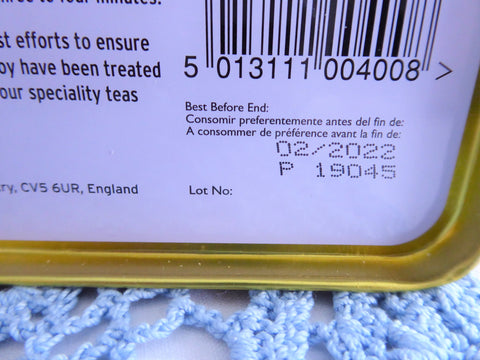 to four minutes.
st efforts to ensure
oy have been treated
our speciality teas
5 013111 004008 >
Best Before End:
Consomir preferentemente antes del fin de:
A consommer de préférence avant la fin de:
02/2022
P 19045
ry, CV5 6UR, England
Lot No: